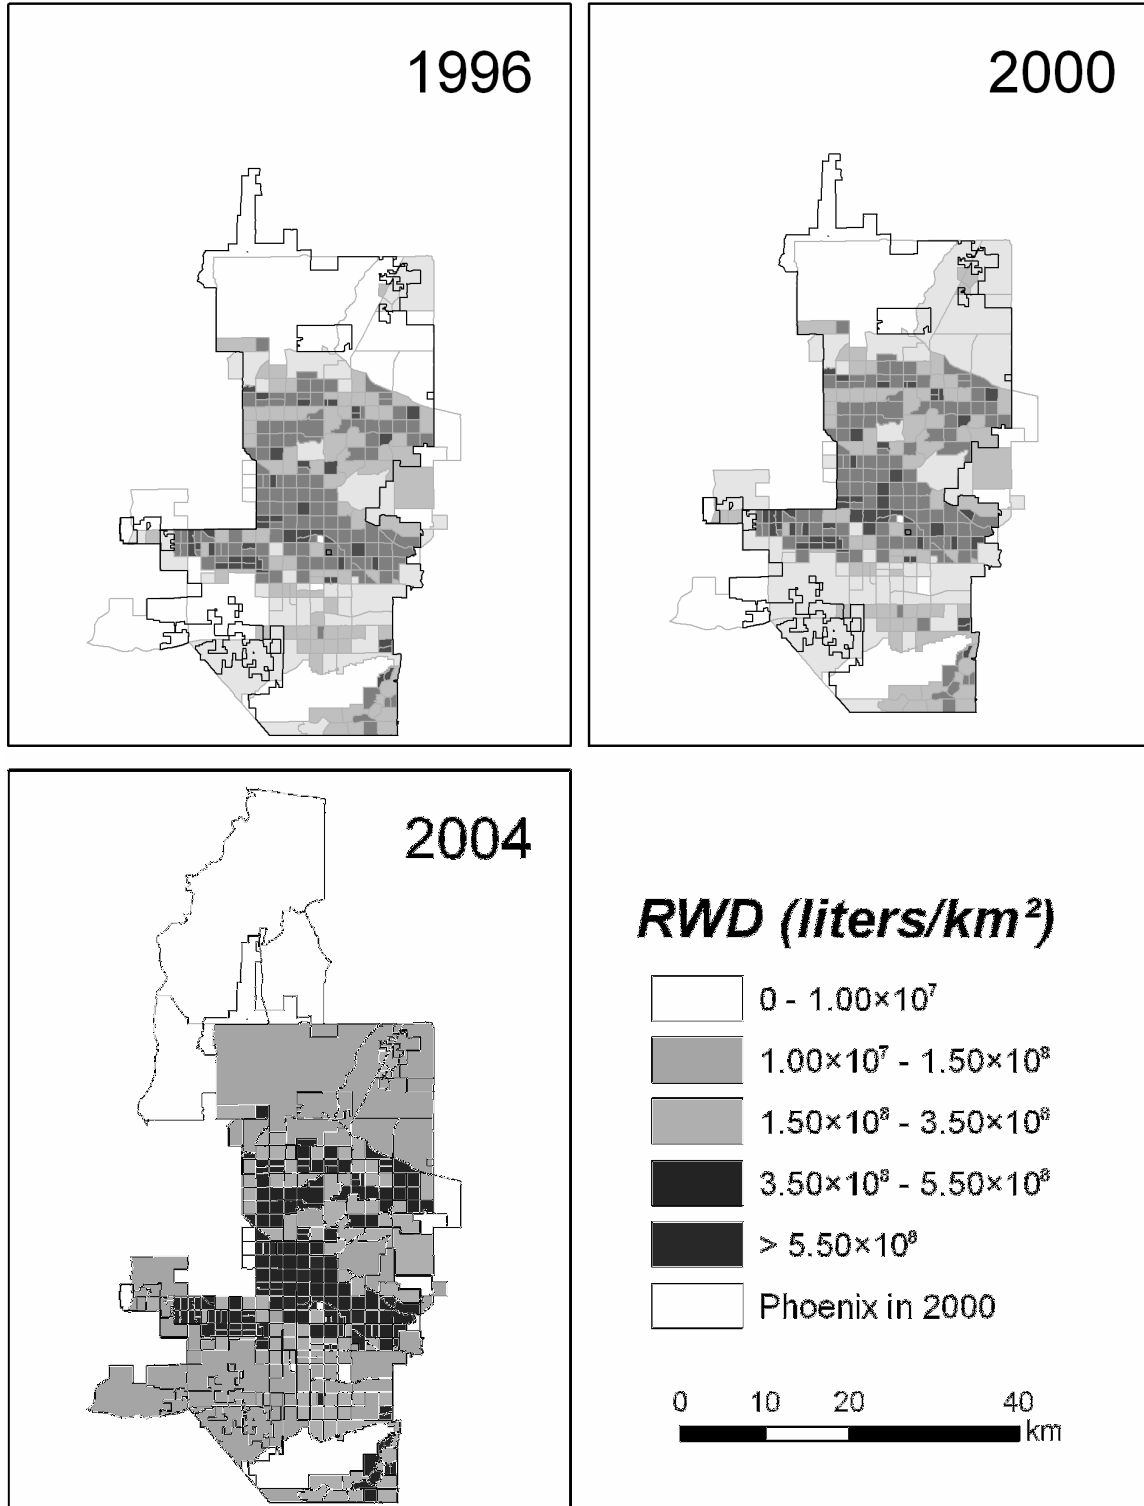 1996
2000
2004
RWD (liters/km²)
0 - 1.00×10⁷
1.00×10⁷ - 1.50×10⁸
1.50×10⁸ - 3.50×10⁸
3.50×10⁸ - 5.50×10⁸
> 5.50×10⁸
Phoenix in 2000
0 10 20 40
km